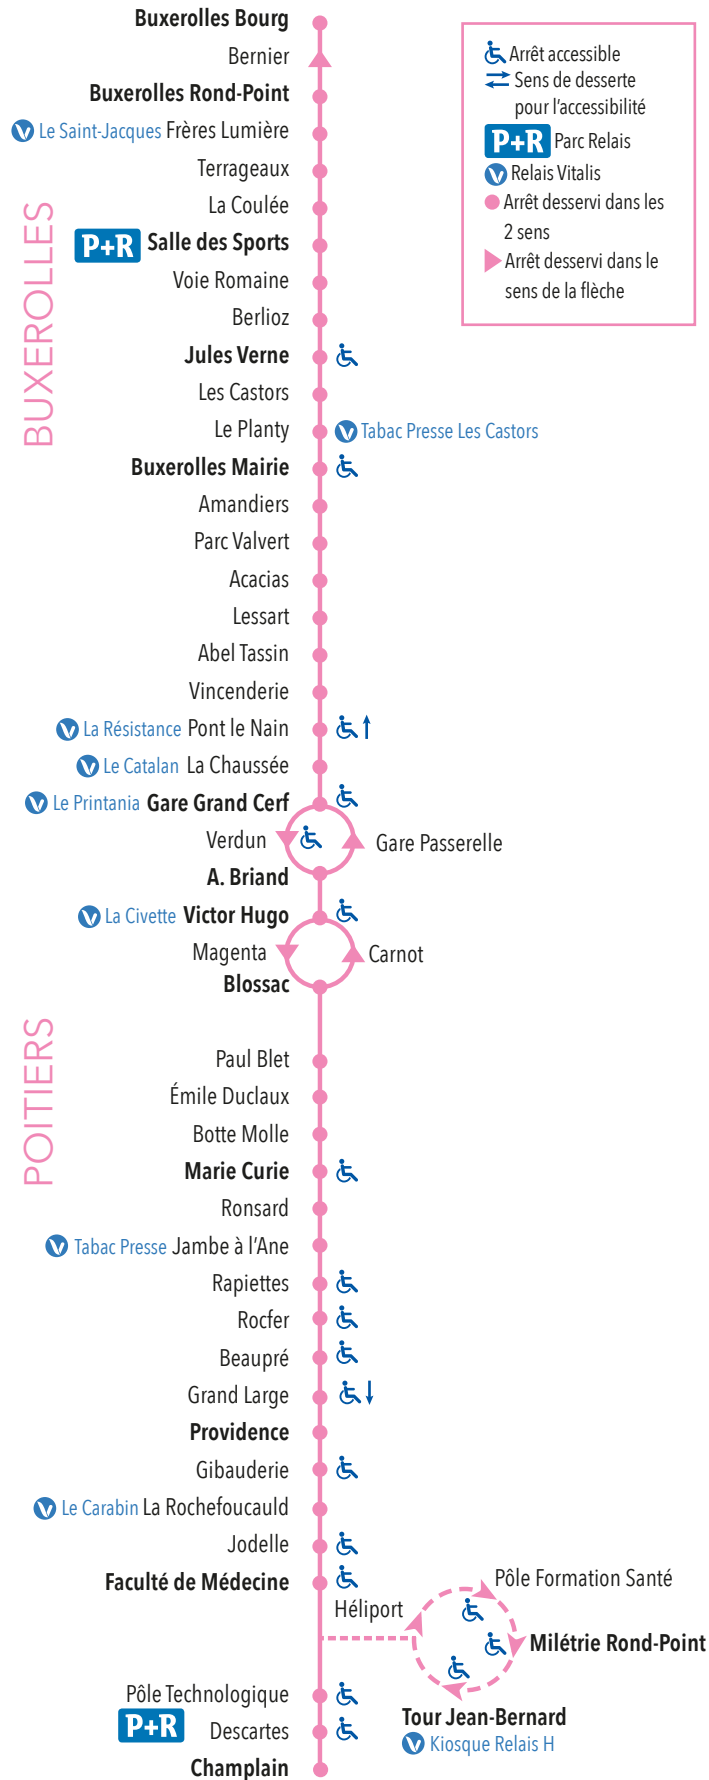 Buxerolles Bourg
Bernier
Buxerolles Rond-Point
Le Saint-Jacques Frères Lumière
Terrageaux
La Coulée
P+R Salle des Sports
Voie Romaine
Berlioz
Jules Verne
Les Castors
Le Planty Tabac Presse Les Castors
Buxerolles Mairie
Amandiers
Parc Valvert
Acacias
Lessart
Abel Tassin
Vincenderie
La Résistance Pont le Nain
Le Catalan La Chaussée
Le Printania Gare Grand Cerf
Verdun Gare Passerelle
A. Briand
La Civette Victor Hugo
Magenta Carnot
Blossac
Paul Blet
Émile Duclaux
Botte Molle
Marie Curie
Ronsard
Tabac Presse Jambe à l'Ane
Rapiettes
Rocfer
Beaupré
Grand Large
Providence
Gibauderie
Le Carabin La Rochefoucauld
Jodelle
Faculté de Médecine
Pôle Formation Santé
Héliport
Milétrie Rond-Point
Tour Jean-Bernard
Kiosque Relais H
Pôle Technologique
P+R Descartes
Champlain
BUXEROLLES
POITIERS
Arrêt accessible
Sens de desserte
pour l'accessibilité
P+R Parc Relais
Relais Vitalis
Arrêt desservi dans les
2 sens
Arrêt desservi dans le
sens de la flèche